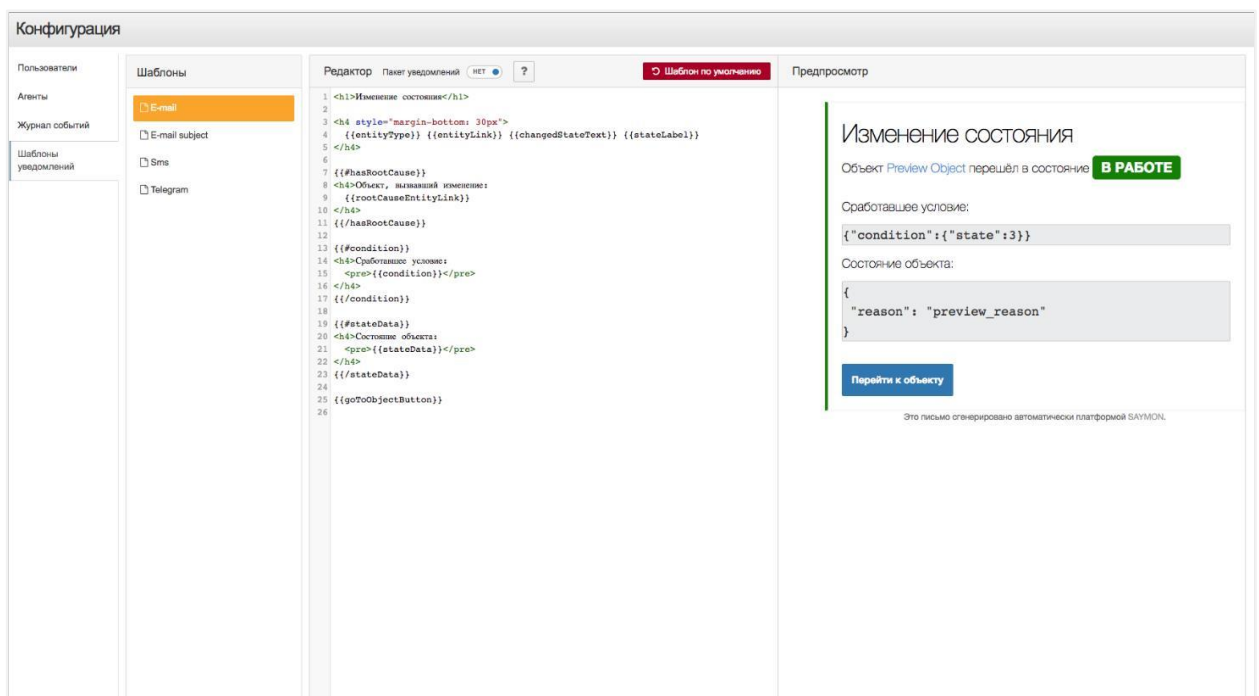 Конфигурация
Пользователи
Агенты
Журнал событий
Шаблоны
уведомлений
Шаблоны
E-mail
E-mail subject
Sms
Telegram
Редактор Пакет уведомлений НЕТ ? Шаблон по умолчанию
1 <h1>Изменение состояния</h1>
2
3 <h4 style="margin-bottom: 30px">
4 {{entityType}} {{entityLink}} {{changedStateText}} {{stateLabel}}
5 </h4>
6
7 {{#hasRootCause}}
8 <h4>Объект, вызвавший изменение:
9 {{rootCauseEntityLink}}
10 </h4>
11 {{/hasRootCause}}
12
13 {{#condition}}
14 <h4>Сработавшее условие:
15 <pre>{{condition}}</pre>
16 </h4>
17 {{/condition}}
18
19 {{#stateData}}
20 <h4>Состояние объекта:
21 <pre>{{stateData}}</pre>
22 </h4>
23 {{/stateData}}
24
25 {{goToObjectButton}}
26
Предпросмотр
Изменение состояния
Объект Preview Object перешёл в состояние В РАБОТЕ
Сработавшее условие:
{"condition":{"state":3}}
Состояние объекта:
{
"reason": "preview_reason"
}
Перейти к объекту
Это письмо сгенерировано автоматически платформой SAYMON.